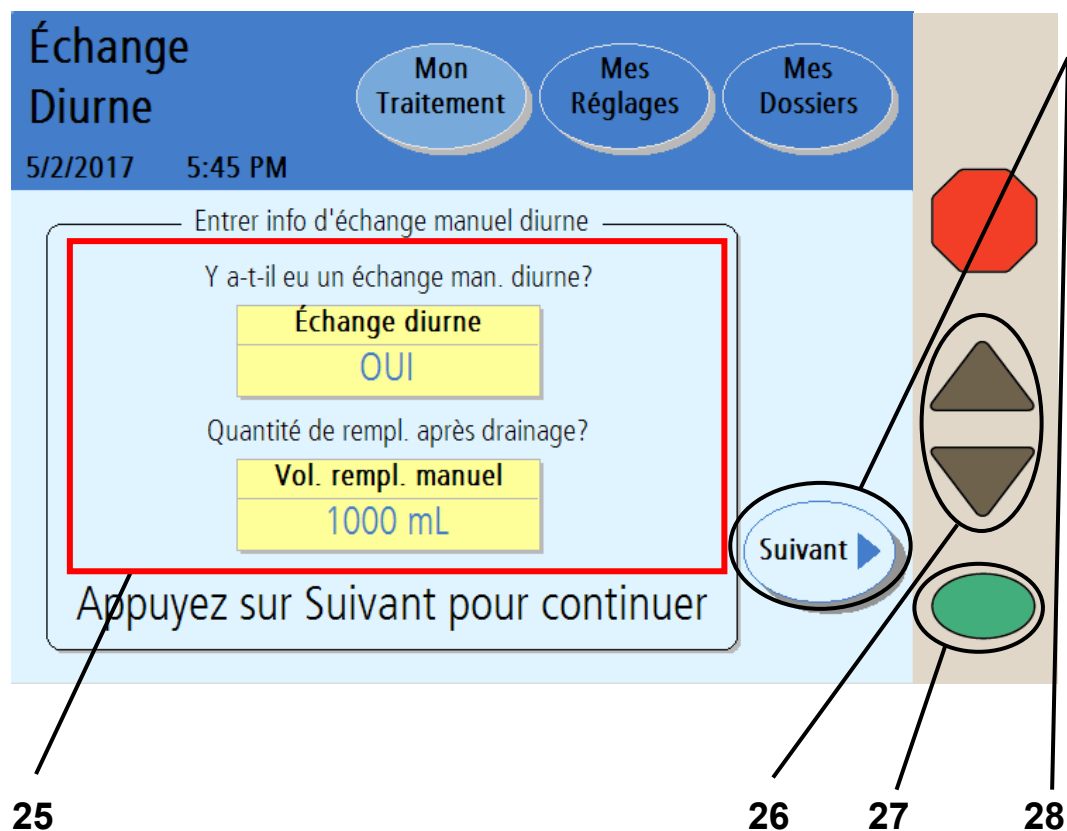 Échange
Diurne
5/2/2017 5:45 PM
Mon
Traitement
Mes
Réglages
Mes
Dossiers
Entrer info d'échange manuel diurne
Y a-t-il eu un échange man. diurne?
Échange diurne
OUI
Quantité de rempl. après drainage?
Vol. rempl. manuel
1000 mL
Suivant
Appuyez sur Suivant pour continuer
25
26
27
28